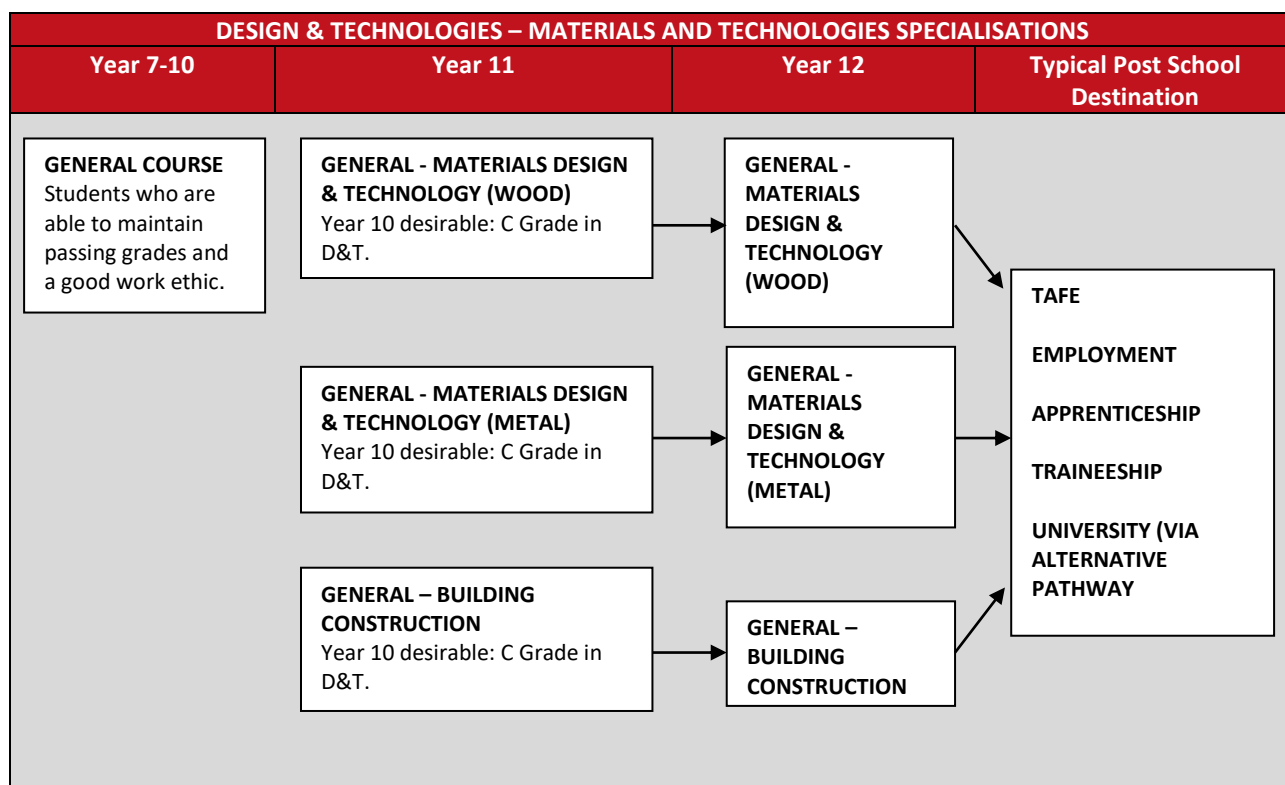 DESIGN & TECHNOLOGIES – MATERIALS AND TECHNOLOGIES SPECIALISATIONS
Year 7-10
Year 11
Year 12
Typical Post School
Destination
GENERAL COURSE
Students who are
able to maintain
passing grades and
a good work ethic.
GENERAL - MATERIALS DESIGN
& TECHNOLOGY (WOOD)
Year 10 desirable: C Grade in
D&T.
GENERAL -
MATERIALS
DESIGN &
TECHNOLOGY
(WOOD)
GENERAL - MATERIALS DESIGN
& TECHNOLOGY (METAL)
Year 10 desirable: C Grade in
D&T.
GENERAL -
MATERIALS
DESIGN &
TECHNOLOGY
(METAL)
GENERAL – BUILDING
CONSTRUCTION
Year 10 desirable: C Grade in
D&T.
GENERAL –
BUILDING
CONSTRUCTION
TAFE
EMPLOYMENT
APPRENTICESHIP
TRAINEESHIP
UNIVERSITY (VIA
ALTERNATIVE
PATHWAY